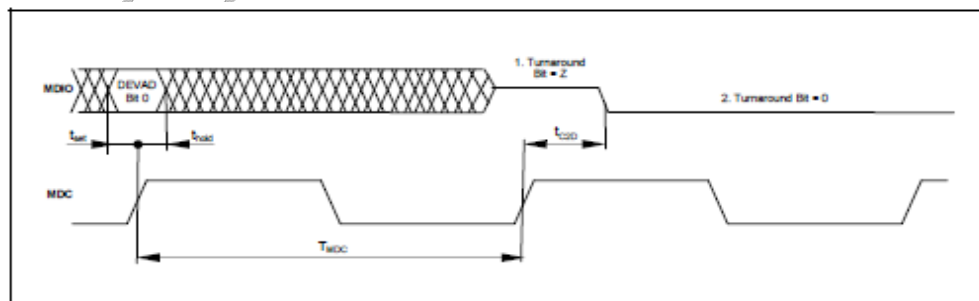 1. Turnaround
Bit = Z
MDIO
DEVAD
Bit 0
2. Turnaround Bit = 0
tset
thold
tC2D
MDC
TMDC